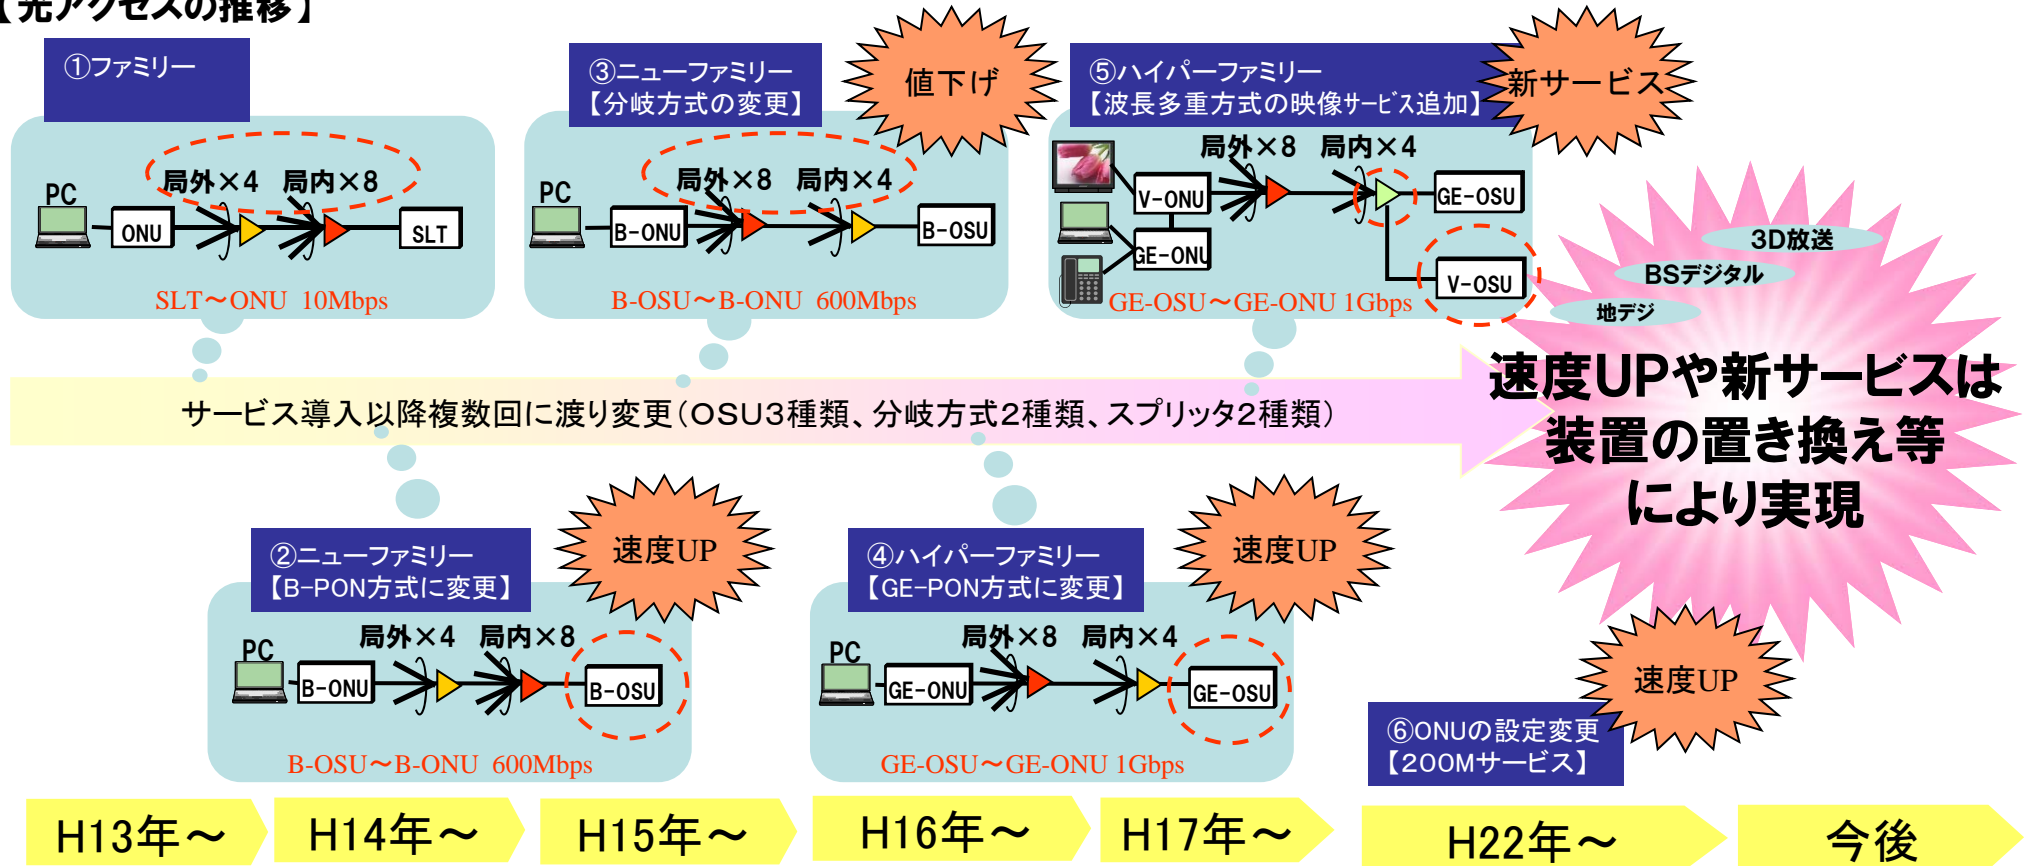 【光アクセスの推移】
①ファミリー
局外×4 局内×8
PC
ONU
SLT
SLT～ONU 10Mbps
③ニューファミリー
【分岐方式の変更】
値下げ
局外×8 局内×4
PC
B-ONU
B-OSU
B-OSU～B-ONU 600Mbps
⑤ハイパーファミリー
【波長多重方式の映像サービス追加】
新サービス
局外×8 局内×4
V-ONU
GE-OSU
GE-ONU
V-OSU
GE-OSU～GE-ONU 1Gbps
3D放送
BSデジタル
地デジ
速度UPや新サービスは
装置の置き換え等
により実現
サービス導入以降複数回に渡り変更(OSU3種類、分岐方式2種類、スプリッタ2種類)
②ニューファミリー
【B-PON方式に変更】
速度UP
局外×4 局内×8
PC
B-ONU
B-OSU
B-OSU～B-ONU 600Mbps
④ハイパーファミリー
【GE-PON方式に変更】
速度UP
局外×8 局内×4
PC
GE-ONU
GE-OSU
GE-OSU～GE-ONU 1Gbps
速度UP
⑥ONUの設定変更
【200Mサービス】
H13年～
H14年～
H15年～
H16年～
H17年～
H22年～
今後